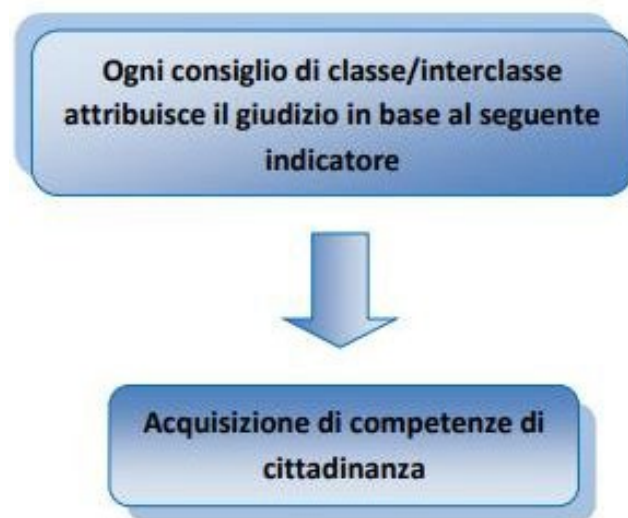 Ogni consiglio di classe/interclasse
attribuisce il giudizio in base al seguente
indicatore
Acquisizione di competenze di
cittadinanza